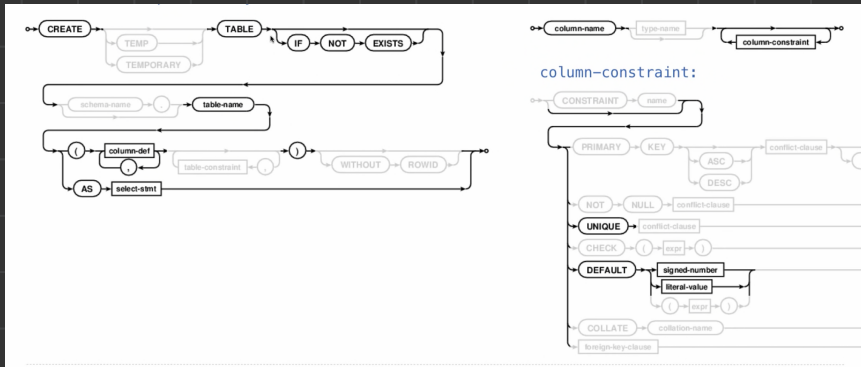 CREATE TEMP TEMPORARY TABLE IF NOT EXISTS
schema-name . table-name
( column-def , table-constraint , ) WITHOUT ROWID
AS select-stmt
column-name type-name column-constraint
column-constraint:
CONSTRAINT name
PRIMARY KEY ASC DESC conflict-clause
NOT NULL conflict-clause
UNIQUE conflict-clause
CHECK ( expr )
DEFAULT signed-number
literal-value
( expr )
COLLATE collation-name
foreign-key-clause